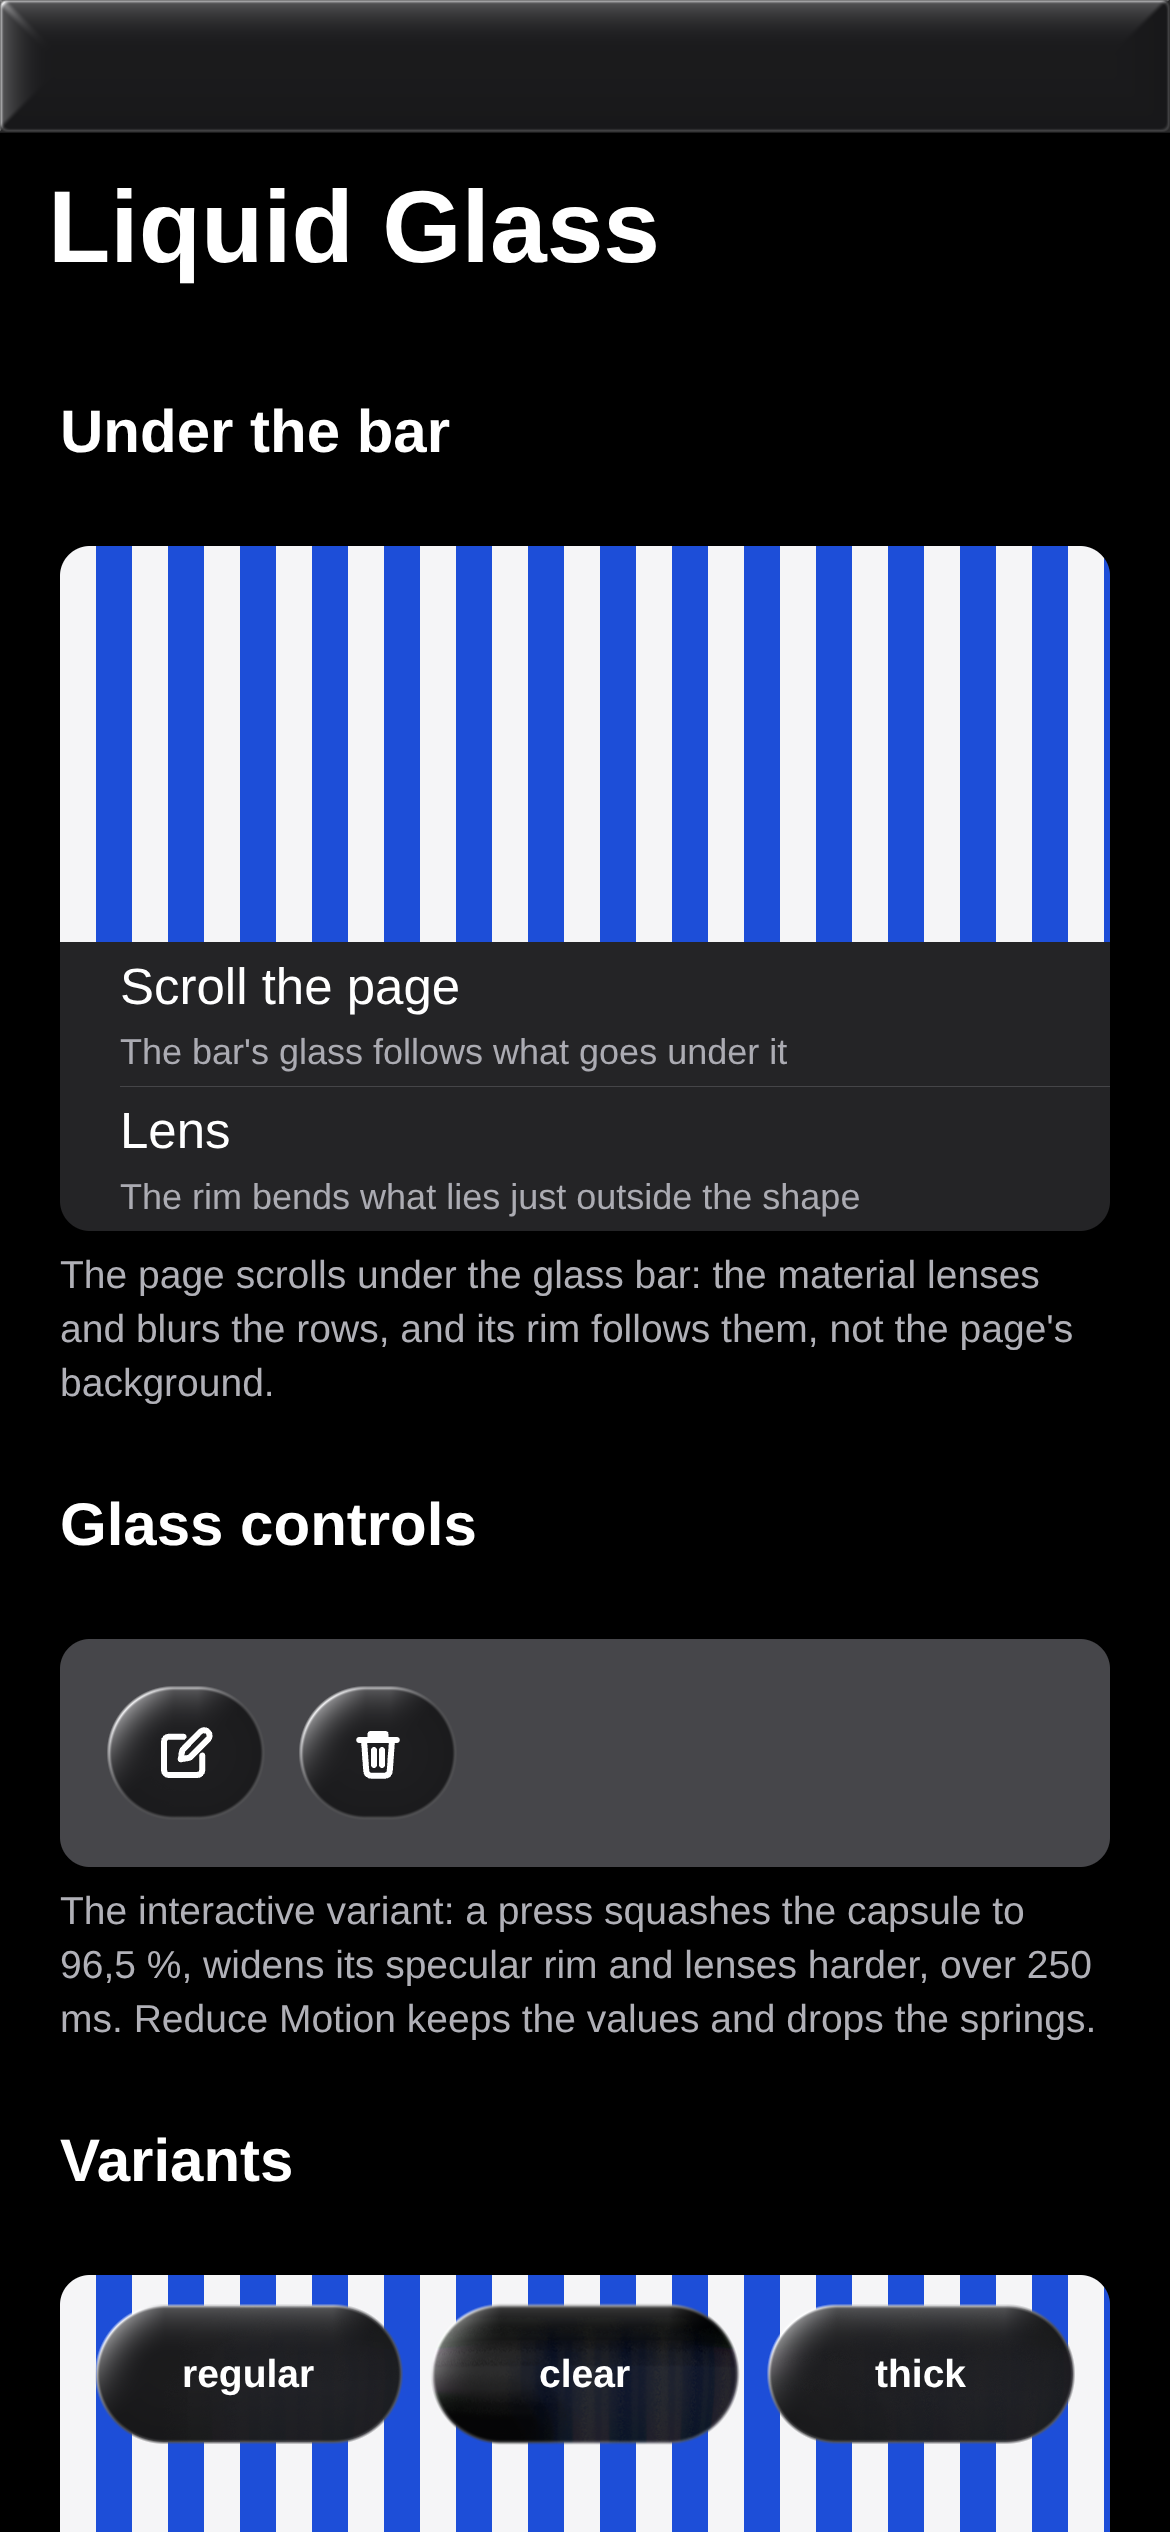 Liquid Glass
Under the bar
Scroll the page
The bar's glass follows what goes under it
Lens
The rim bends what lies just outside the shape
The page scrolls under the glass bar: the material lenses
and blurs the rows, and its rim follows them, not the page's
background.
Glass controls
The interactive variant: a press squashes the capsule to
96,5 %, widens its specular rim and lenses harder, over 250
ms. Reduce Motion keeps the values and drops the springs.
Variants
regular clear thick